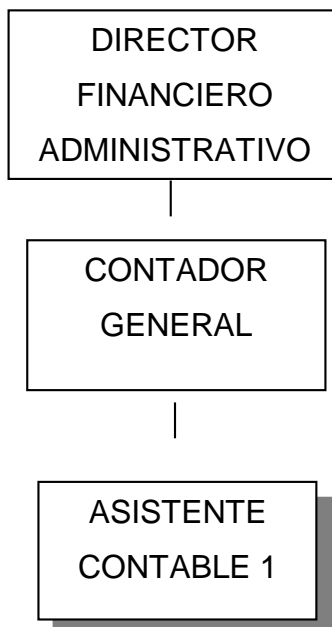 DIRECTOR
FINANCIERO
ADMINISTRATIVO
CONTADOR
GENERAL
ASISTENTE
CONTABLE 1